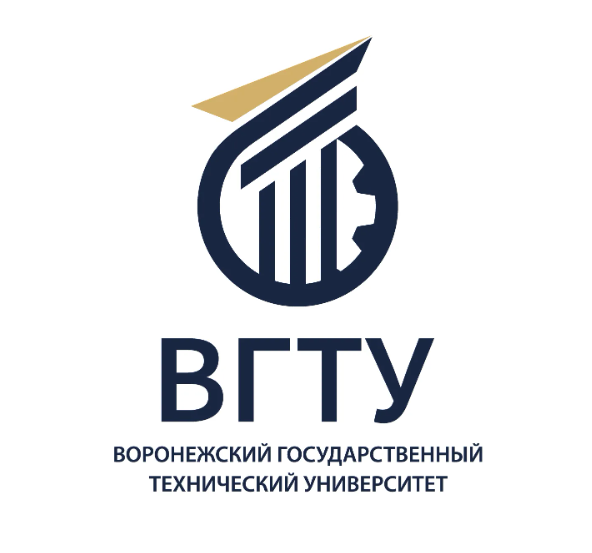 ВГТУ
ВОРОНЕЖСКИЙ ГОСУДАРСТВЕННЫЙ
ТЕХНИЧЕСКИЙ УНИВЕРСИТЕТ